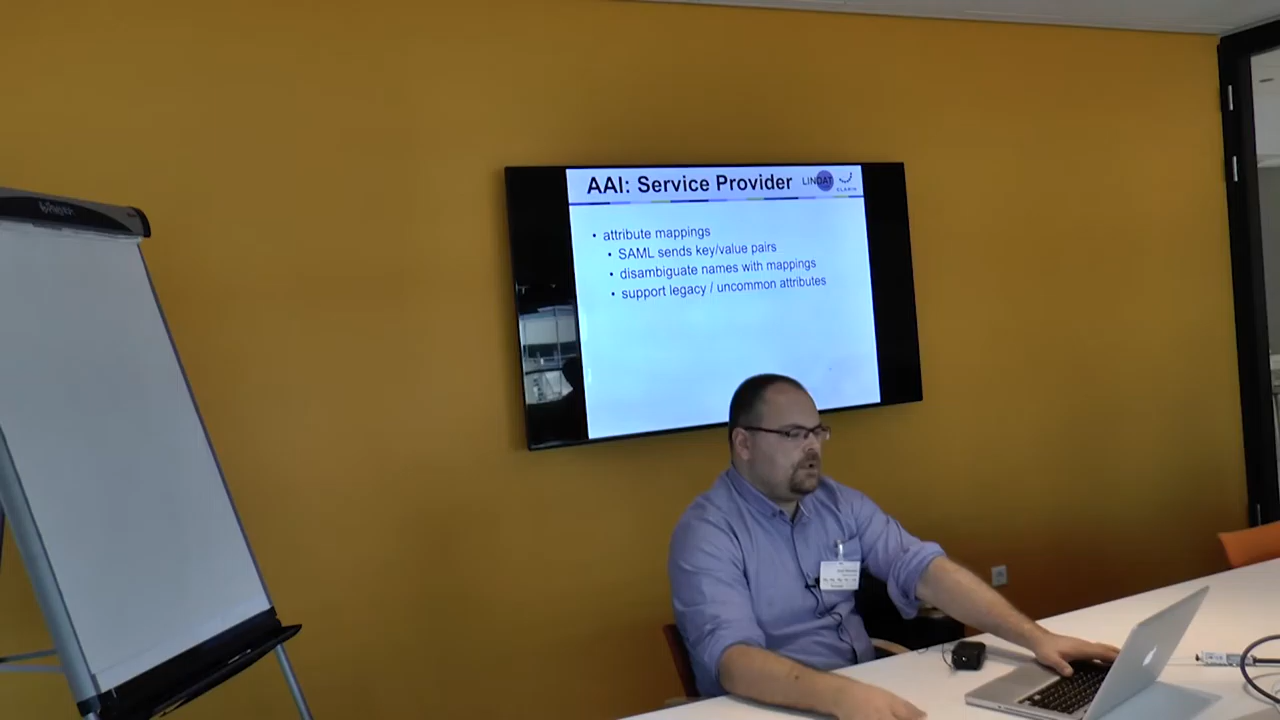 AAI: Service Provider
LINDAT
CLARIN
• attribute mappings
• SAML sends key/value pairs
• disambiguate names with mappings
• support legacy / uncommon attributes